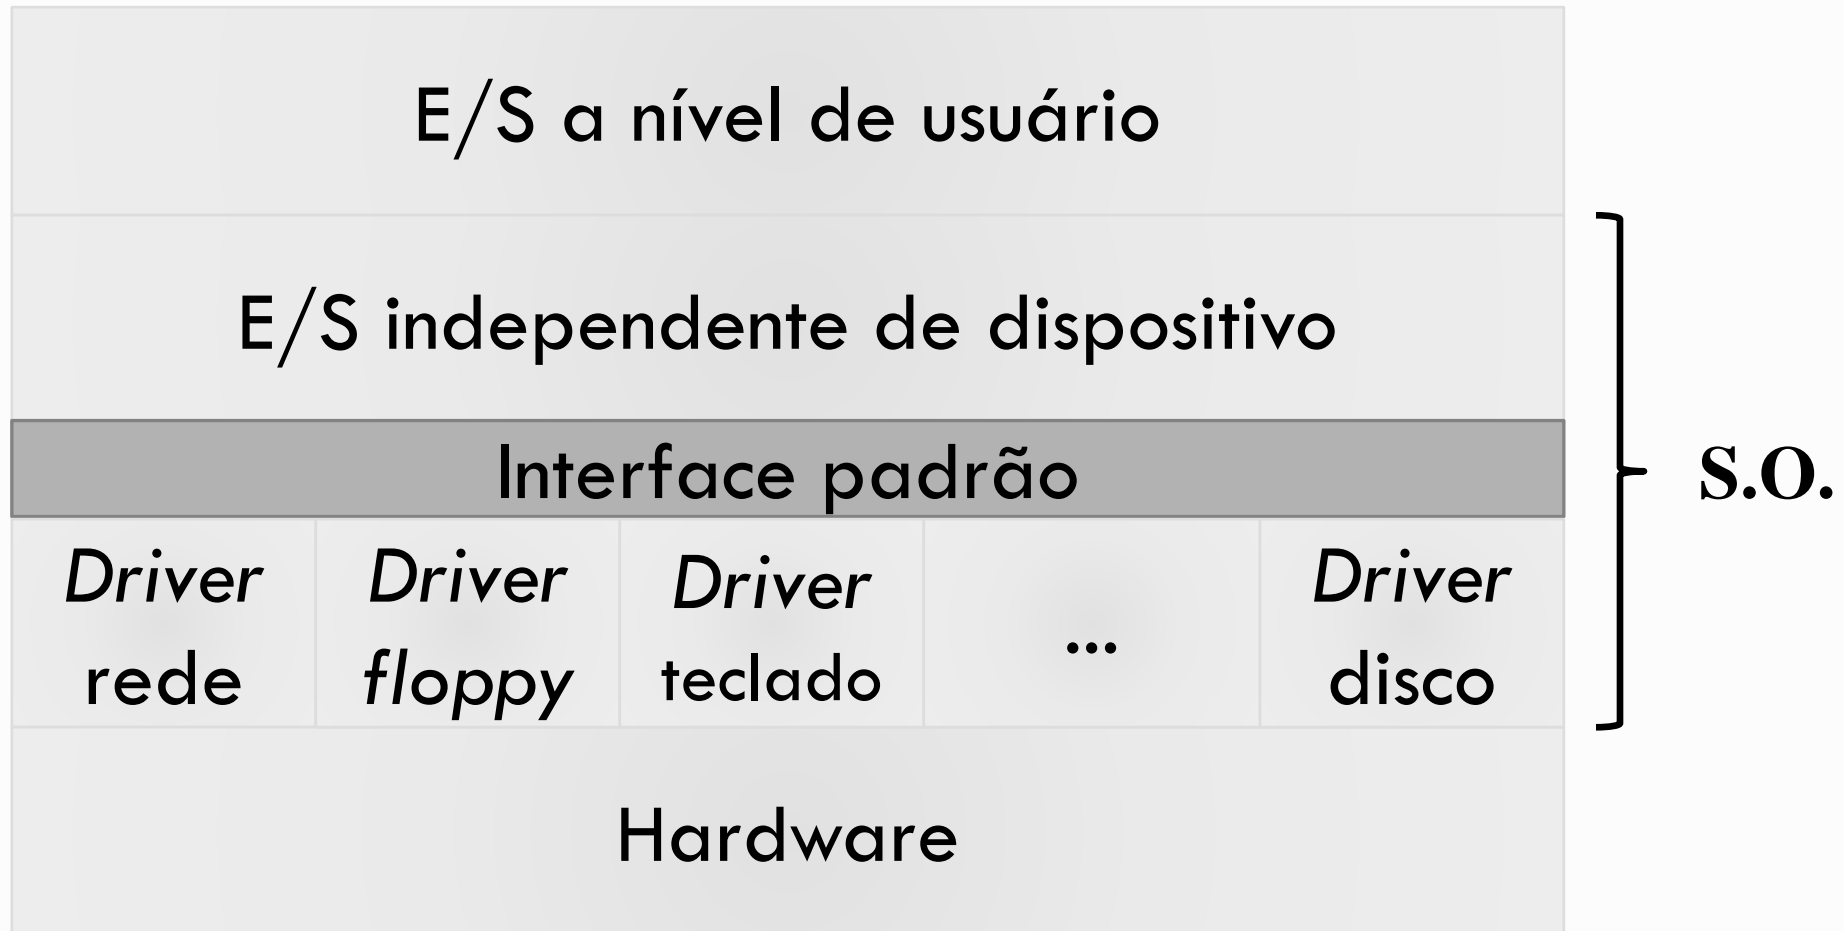 E/S a nível de usuário
E/S independente de dispositivo
Interface padrão
S.O.
Driver
rede
Driver
floppy
Driver
teclado
...
Driver
disco
Hardware